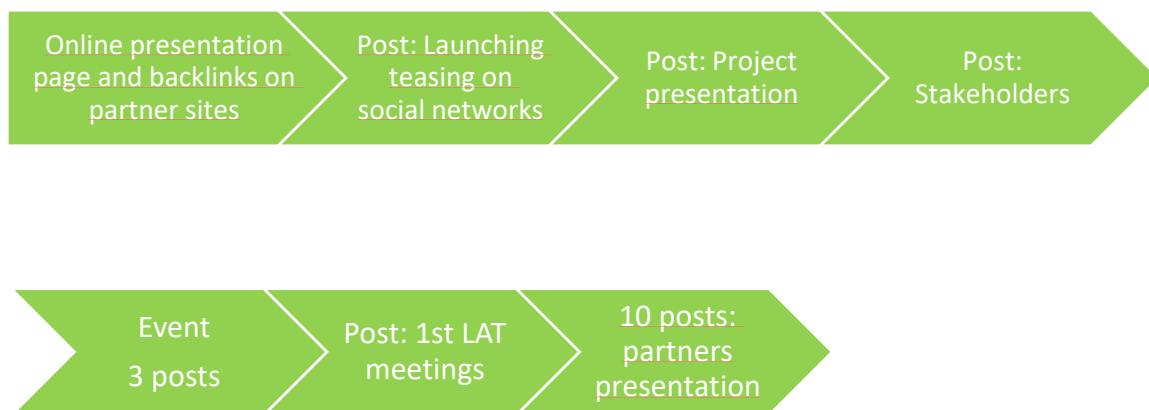 Online presentation
page and backlinks on
partner sites
Post: Launching
teasing on
social networks
Post: Project
presentation
Post:
Stakeholders
Event
3 posts
Post: 1st LAT
meetings
10 posts:
partners
presentation